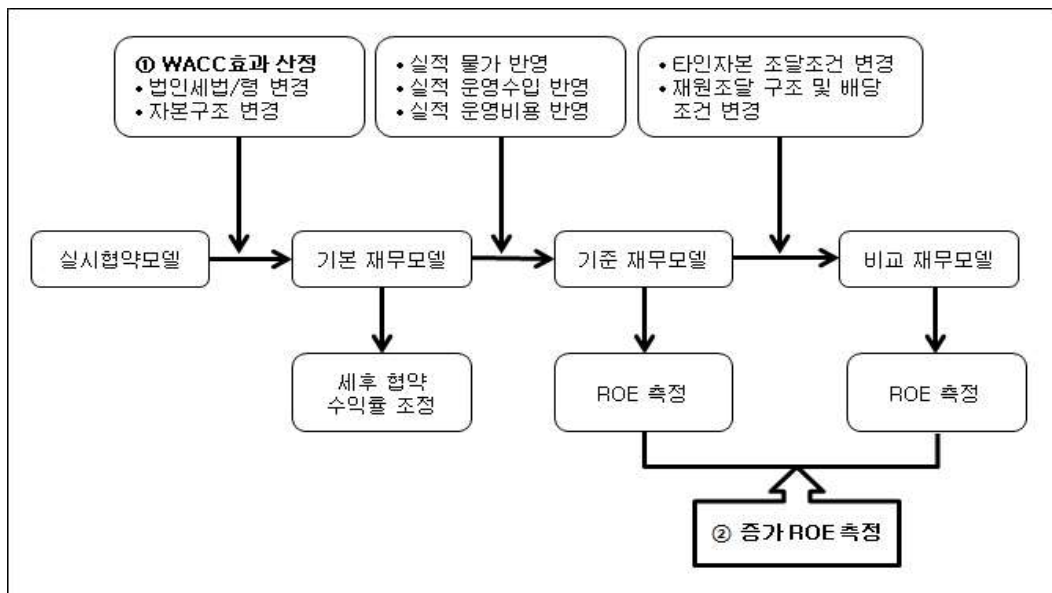 ① WACC효과 산정
• 법인세법/령 변경
• 자본구조 변경
• 실적 물가 반영
• 실적 운영수입 반영
• 실적 운영비용 반영
• 타인자본 조달조건 변경
• 재원조달 구조 및 배당
조건 변경
실시협약모델
기본 재무모델
기준 재무모델
비교 재무모델
세후 협약
수익률 조정
ROE 측정
ROE 측정
② 증가 ROE 측정